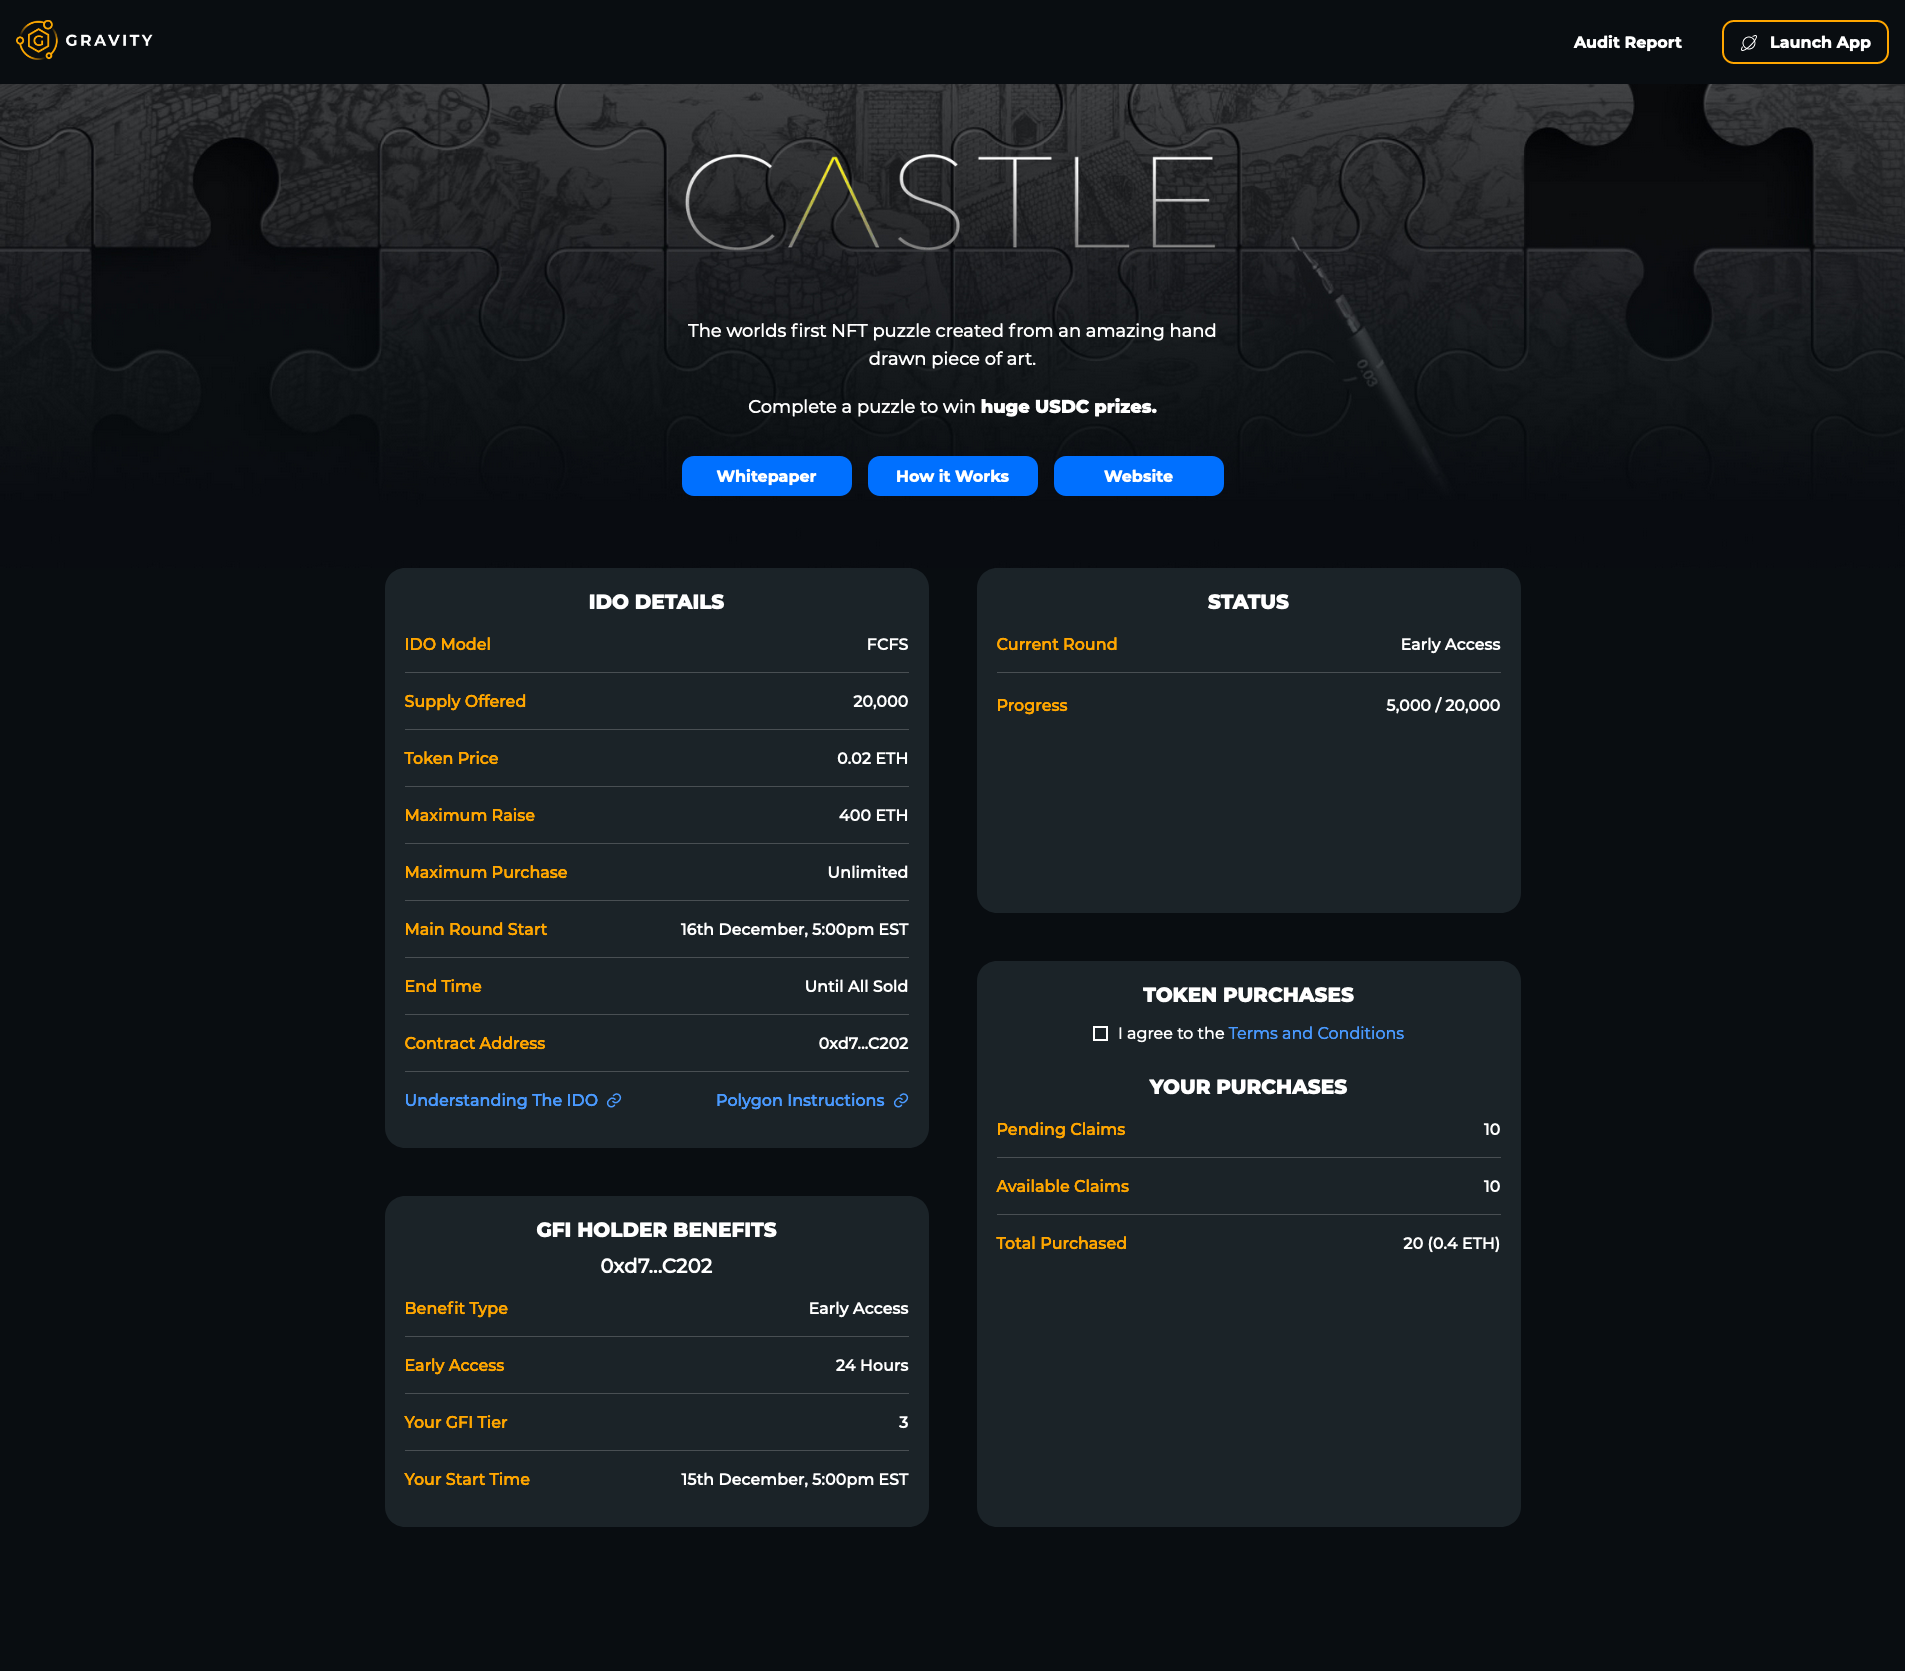 GRAVITY
Audit Report
Launch App
CASTLE
0.03
The worlds first NFT puzzle created from an amazing hand
drawn piece of art.
Complete a puzzle to win huge USDC prizes.
Whitepaper
How it Works
Website
IDO DETAILS
IDO Model FCFS
Supply Offered 20,000
Token Price 0.02 ETH
Maximum Raise 400 ETH
Maximum Purchase Unlimited
Main Round Start 16th December, 5:00pm EST
End Time Until All Sold
Contract Address 0xd7...C202
Understanding The IDO Polygon Instructions
GFI HOLDER BENEFITS
0xd7...C202
Benefit Type Early Access
Early Access 24 Hours
Your GFI Tier 3
Your Start Time 15th December, 5:00pm EST
STATUS
Current Round Early Access
Progress 5,000 / 20,000
TOKEN PURCHASES
I agree to the Terms and Conditions
YOUR PURCHASES
Pending Claims 10
Available Claims 10
Total Purchased 20 (0.4 ETH)